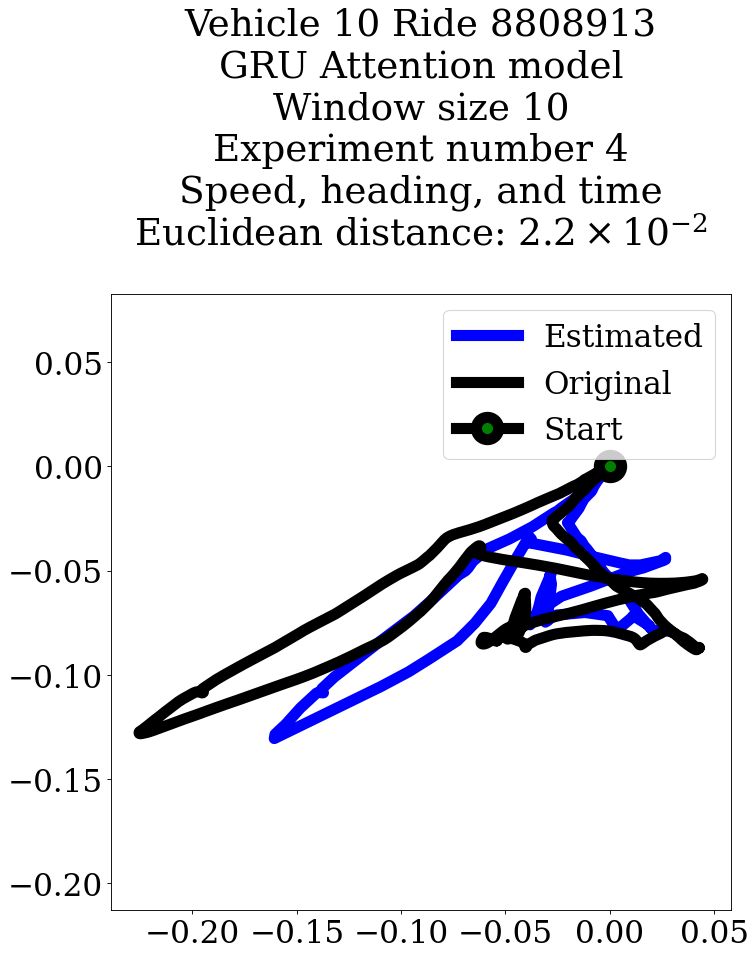 Vehicle 10 Ride 8808913
GRU Attention model
Window size 10
Experiment number 4
Speed, heading, and time
Euclidean distance: 2.2 × 10⁻²
Estimated
Original
Start
0.05
0.00
−0.05
−0.10
−0.15
−0.20
−0.20 −0.15 −0.10 −0.05 0.00 0.05